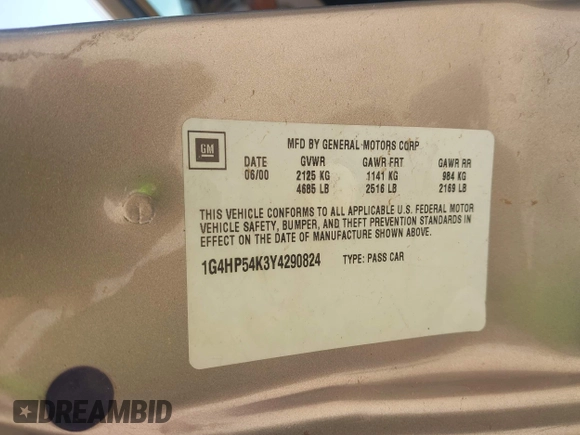 GM
MFD BY GENERAL MOTORS CORP
DATE GVWR GAWR FRT GAWR RR
06/00 2125 KG 1141 KG 984 KG
4685 LB 2516 LB 2169 LB
THIS VEHICLE CONFORMS TO ALL APPLICABLE U.S. FEDERAL MOTOR
VEHICLE SAFETY, BUMPER, AND THEFT PREVENTION STANDARDS IN
EFFECT ON THE DATE OF MANUFACTURE SHOWN ABOVE.
1G4HP54K3Y4290824 TYPE: PASS CAR
DREAMBID